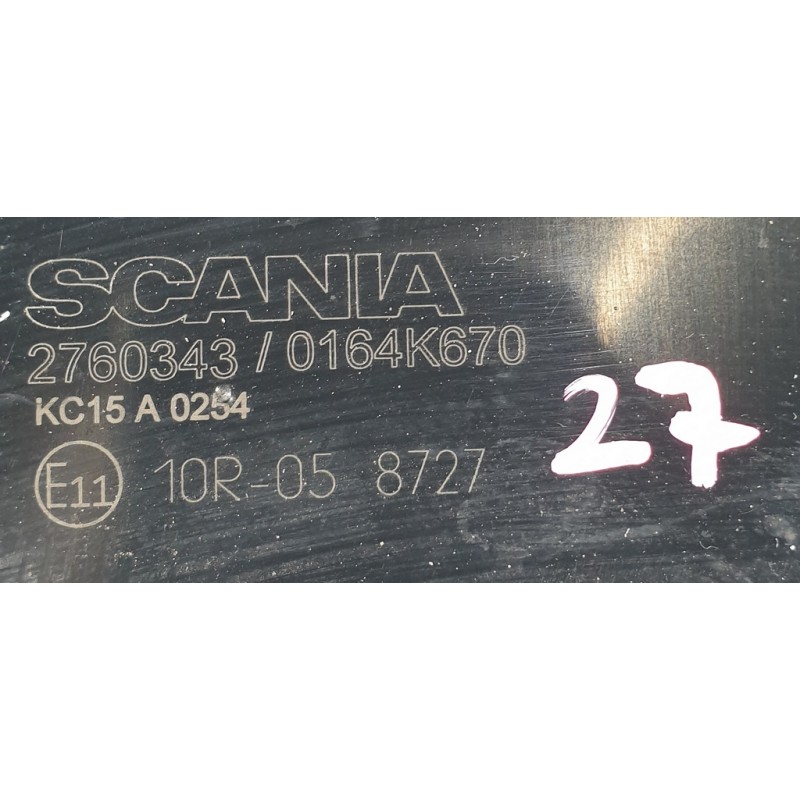 SCANIA
2760343 / 0164K670
KC15 A 0254
E11 10R-05 8727
27